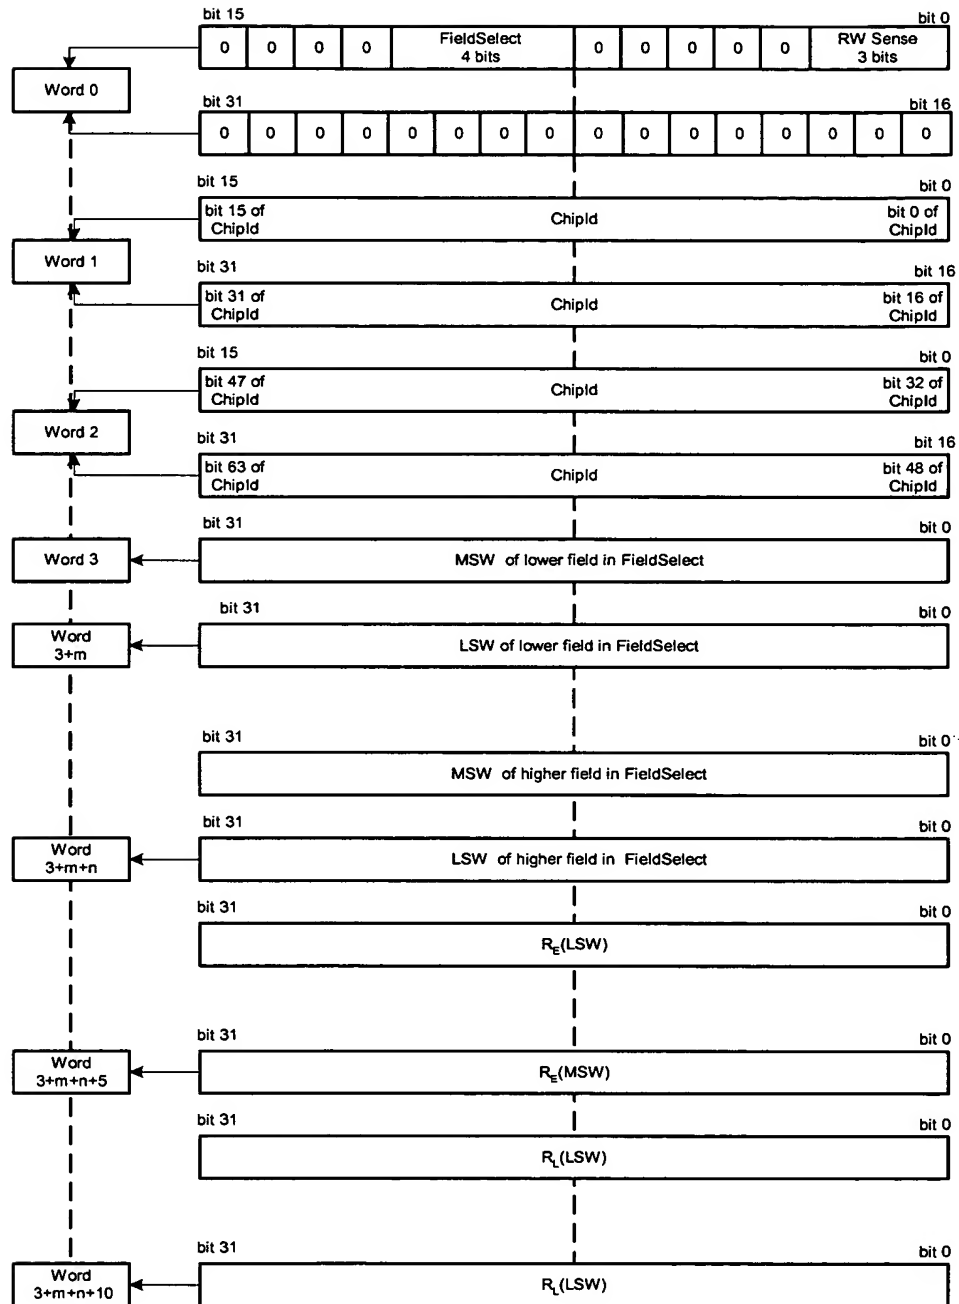 bit 15
bit 0
0 0 0 0 FieldSelect 0 0 0 0 0 RW Sense
4 bits 3 bits
Word 0
bit 31
bit 16
0 0 0 0 0 0 0 0 0 0 0 0 0 0 0 0
bit 15
bit 0
bit 15 of ChipId bit 0 of
ChipId ChipId
Word 1
bit 31
bit 16
bit 31 of ChipId bit 16 of
ChipId ChipId
bit 15
bit 0
bit 47 of ChipId bit 32 of
ChipId ChipId
Word 2
bit 31
bit 16
bit 63 of ChipId bit 48 of
ChipId ChipId
bit 31
bit 0
Word 3
MSW of lower field in FieldSelect
bit 31
bit 0
Word
3+m
LSW of lower field in FieldSelect
bit 31
bit 0
MSW of higher field in FieldSelect
bit 31
bit 0
Word
3+m+n
LSW of higher field in FieldSelect
bit 31
bit 0
R_E(LSW)
bit 31
bit 0
Word
3+m+n+5
R_E(MSW)
bit 31
bit 0
R_L(LSW)
bit 31
bit 0
Word
3+m+n+10
R_L(LSW)